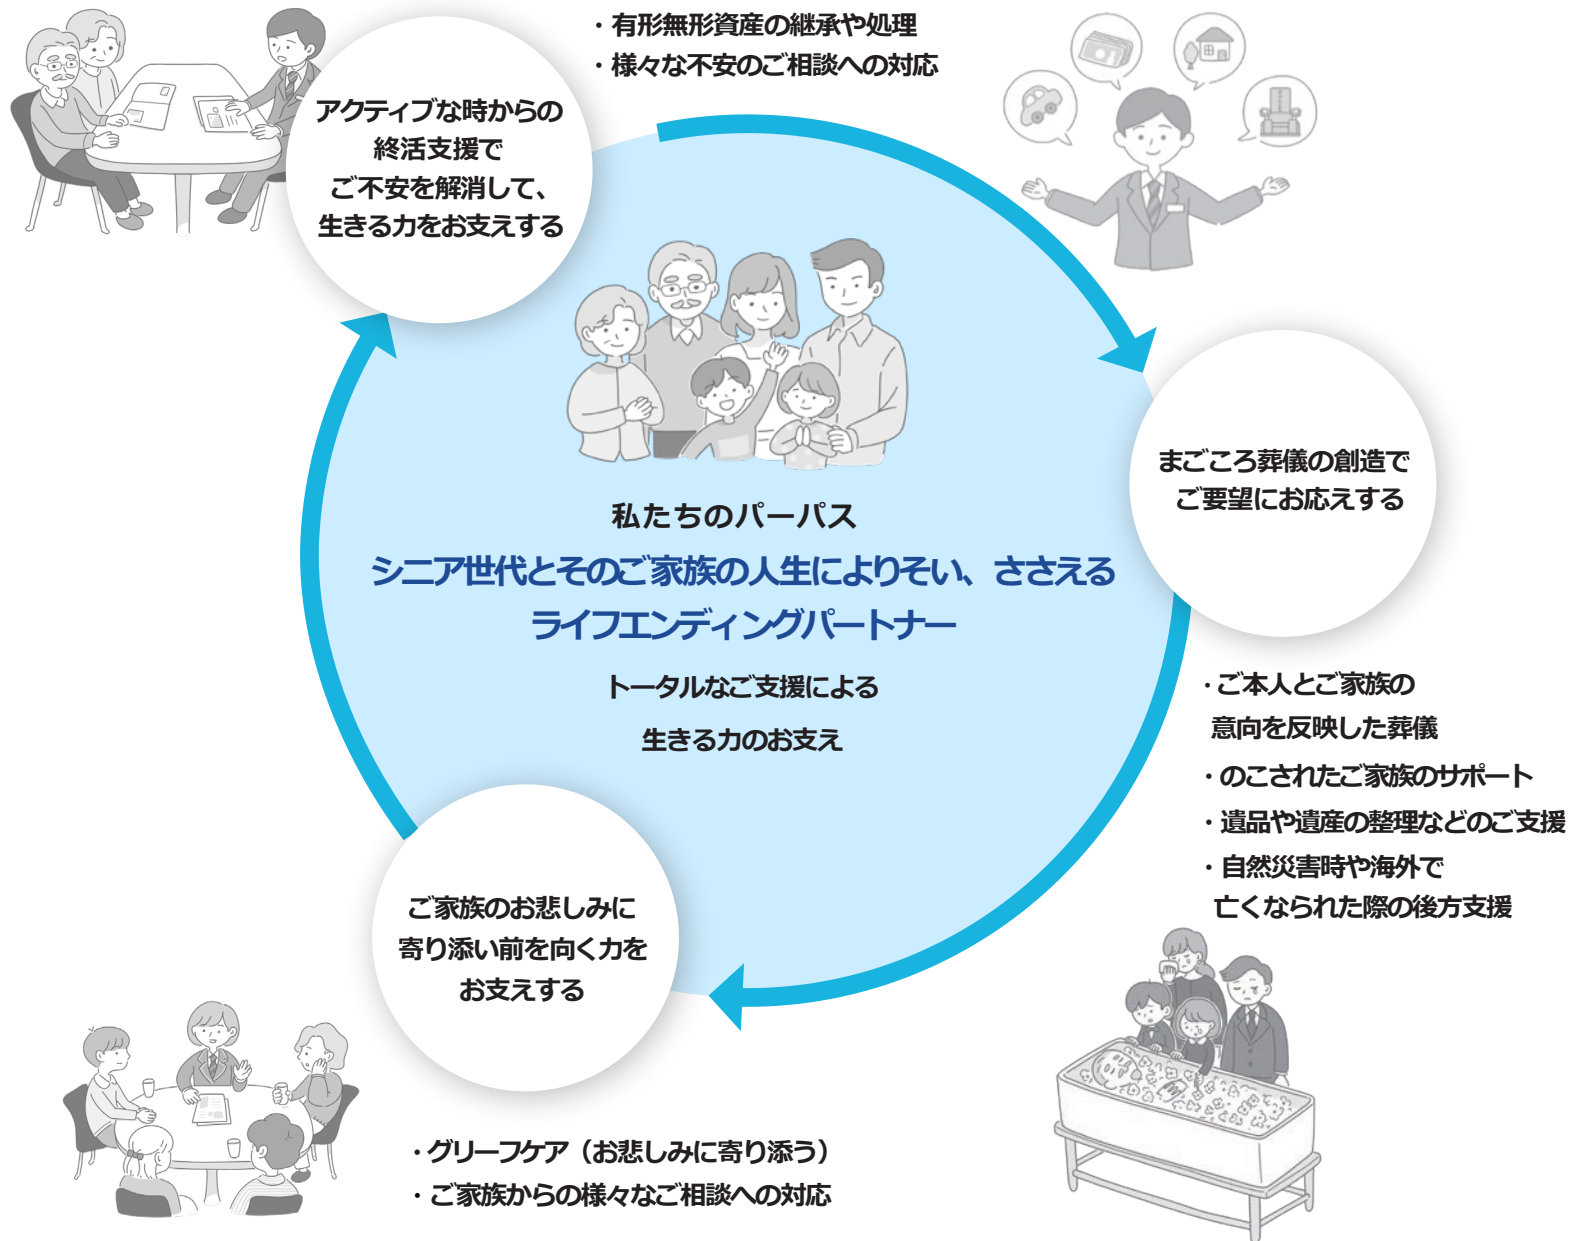 ・有形無形資産の継承や処理
・様々な不安のご相談への対応
アクティブな時からの
終活支援で
ご不安を解消して、
生きる力をお支えする
まごころ葬儀の創造で
ご要望にお応えする
私たちのパーパス
シニア世代とそのご家族の人生によりそい、ささえる
ライフエンディングパートナー
トータルなご支援による
生きる力のお支え
・ご本人とご家族の
意向を反映した葬儀
・のこされたご家族のサポート
・遺品や遺産の整理などのご支援
・自然災害時や海外で
亡くなられた際の後方支援
ご家族のお悲しみに
寄り添い前を向く力を
お支えする
・グリーフケア（お悲しみに寄り添う）
・ご家族からの様々なご相談への対応